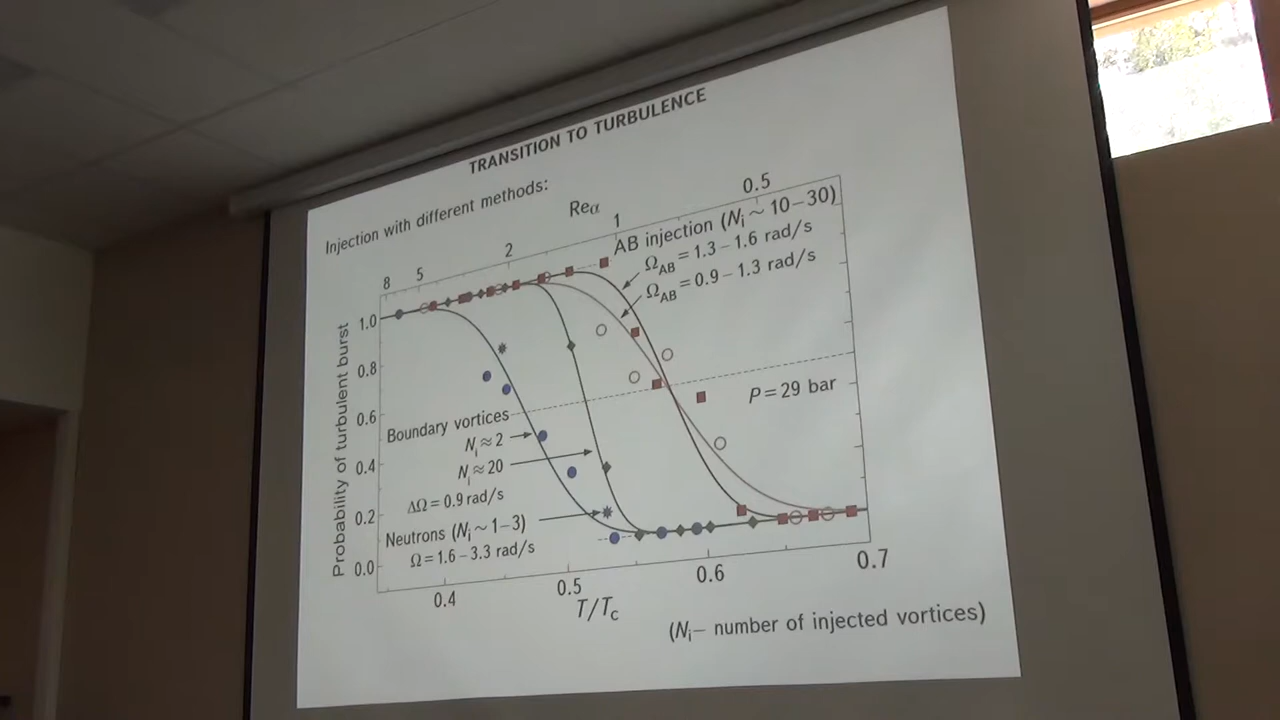 TRANSITION TO TURBULENCE
Injection with different methods:
Reα
8 5 2 1 0.5
AB injection (Ni ~ 10 – 30)
ΩAB = 1.3 – 1.6 rad/s
ΩAB = 0.9 – 1.3 rad/s
Probability of turbulent burst
1.0
0.8
0.6
0.4
0.2
0.0
P = 29 bar
Boundary vortices
Ni ≈ 2
Ni ≈ 20
ΔΩ = 0.9 rad/s
Neutrons (Ni ~ 1–3)
Ω = 1.6 – 3.3 rad/s
0.4 0.5 0.6 0.7
T/Tc
(Ni – number of injected vortices)